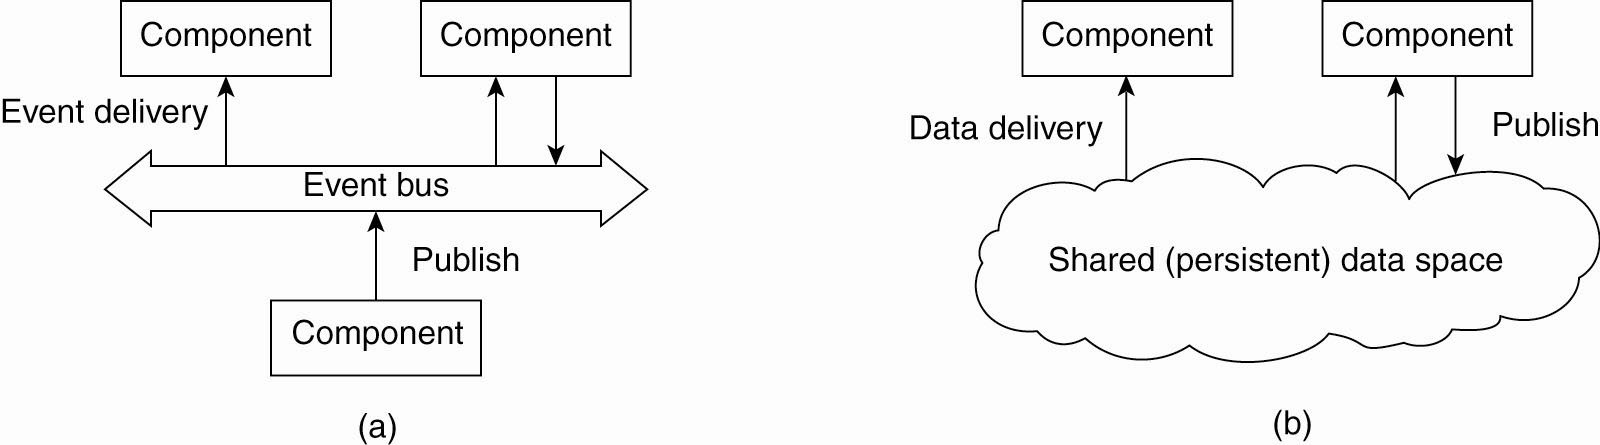 Component
Component
Event delivery
Event bus
Publish
Component
(a)
Component
Component
Data delivery
Publish
Shared (persistent) data space
(b)